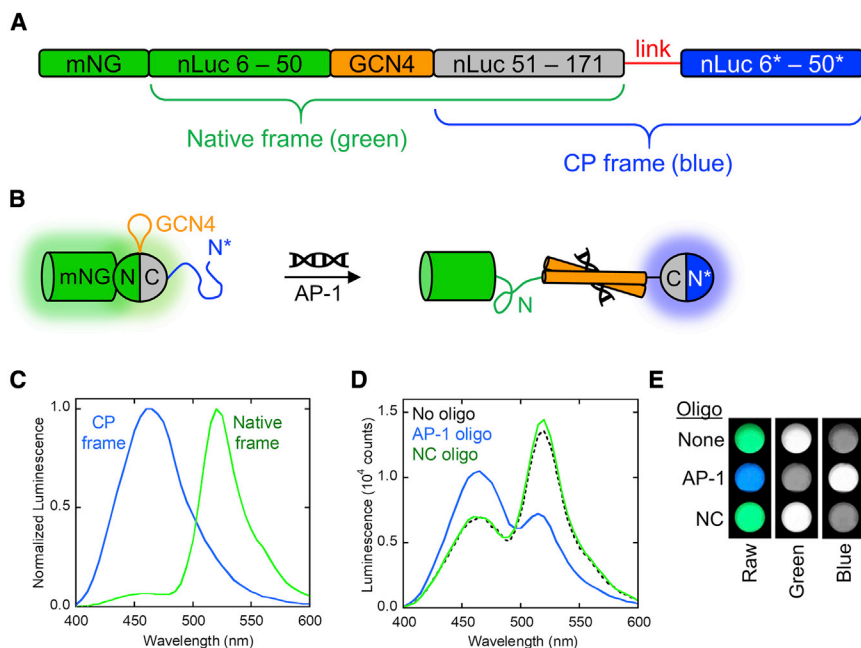 A
mNG nLuc 6 – 50 GCN4 nLuc 51 – 171 link nLuc 6* – 50*
Native frame (green)
CP frame (blue)
B
GCN4
N*
mNG N C
AP-1
N
C N*
C
Normalized Luminescence
1.0
0.5
0.0
CP
frame
Native
frame
400 450 500 550 600
Wavelength (nm)
D
Luminescence (10⁴ counts)
1.5
1.0
0.5
0.0
No oligo
AP-1 oligo
NC oligo
400 450 500 550 600
Wavelength (nm)
E
Oligo
None
AP-1
NC
Raw
Green
Blue